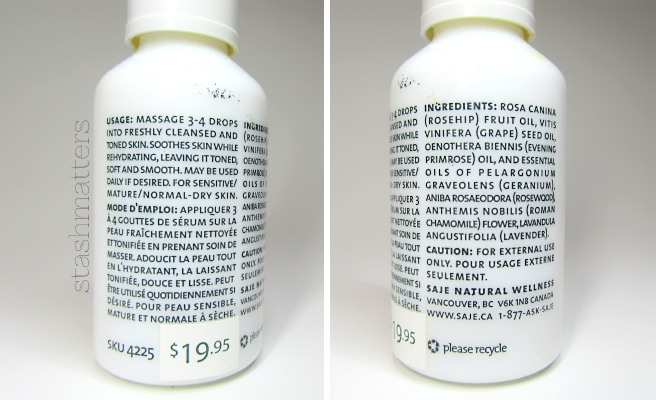 stashmatters
USAGE: MASSAGE 3-4 DROPS
INTO FRESHLY CLEANSED AND
TONED SKIN. SOOTHES SKIN WHILE
REHYDRATING, LEAVING IT TONED,
SOFT AND SMOOTH. MAY BE USED
DAILY IF DESIRED. FOR SENSITIVE/
MATURE/NORMAL-DRY SKIN.
MODE D'EMPLOI: APPLIQUER 3
À 4 GOUTTES DE SÉRUM SUR LA
PEAU FRAÎCHEMENT NETTOYÉE
ET TONIFIÉE EN PRENANT SOIN DE
MASSER. ADOUCIT LA PEAU TOUT
EN L'HYDRATANT, LA LAISSANT
TONIFIÉE, DOUCE ET LISSE. PEUT
ÊTRE UTILISÉ QUOTIDIENNEMENT SI
DÉSIRÉ. POUR PEAU SENSIBLE,
MATURE ET NORMALE À SÈCHE.
SKU 4225
$19.95
INGREDIENTS: ROSA CANINA
(ROSEHIP) FRUIT OIL, VITIS
VINIFERA (GRAPE) SEED OIL,
OENOTHERA BIENNIS (EVENING
PRIMROSE) OIL, AND ESSENTIAL
OILS OF PELARGONIUM
GRAVEOLENS (GERANIUM),
ANIBA ROSAEODORA (ROSEWOOD),
ANTHEMIS NOBILIS (ROMAN
CHAMOMILE) FLOWER, LAVANDULA
ANGUSTIFOLIA (LAVENDER).
CAUTION: FOR EXTERNAL USE
ONLY. POUR USAGE EXTERNE
SEULEMENT.
SAJE NATURAL WELLNESS
VANCOUVER, BC V6K 1N8 CANADA
WWW.SAJE.CA 1-877-ASK-SAJE
19.95
please recycle